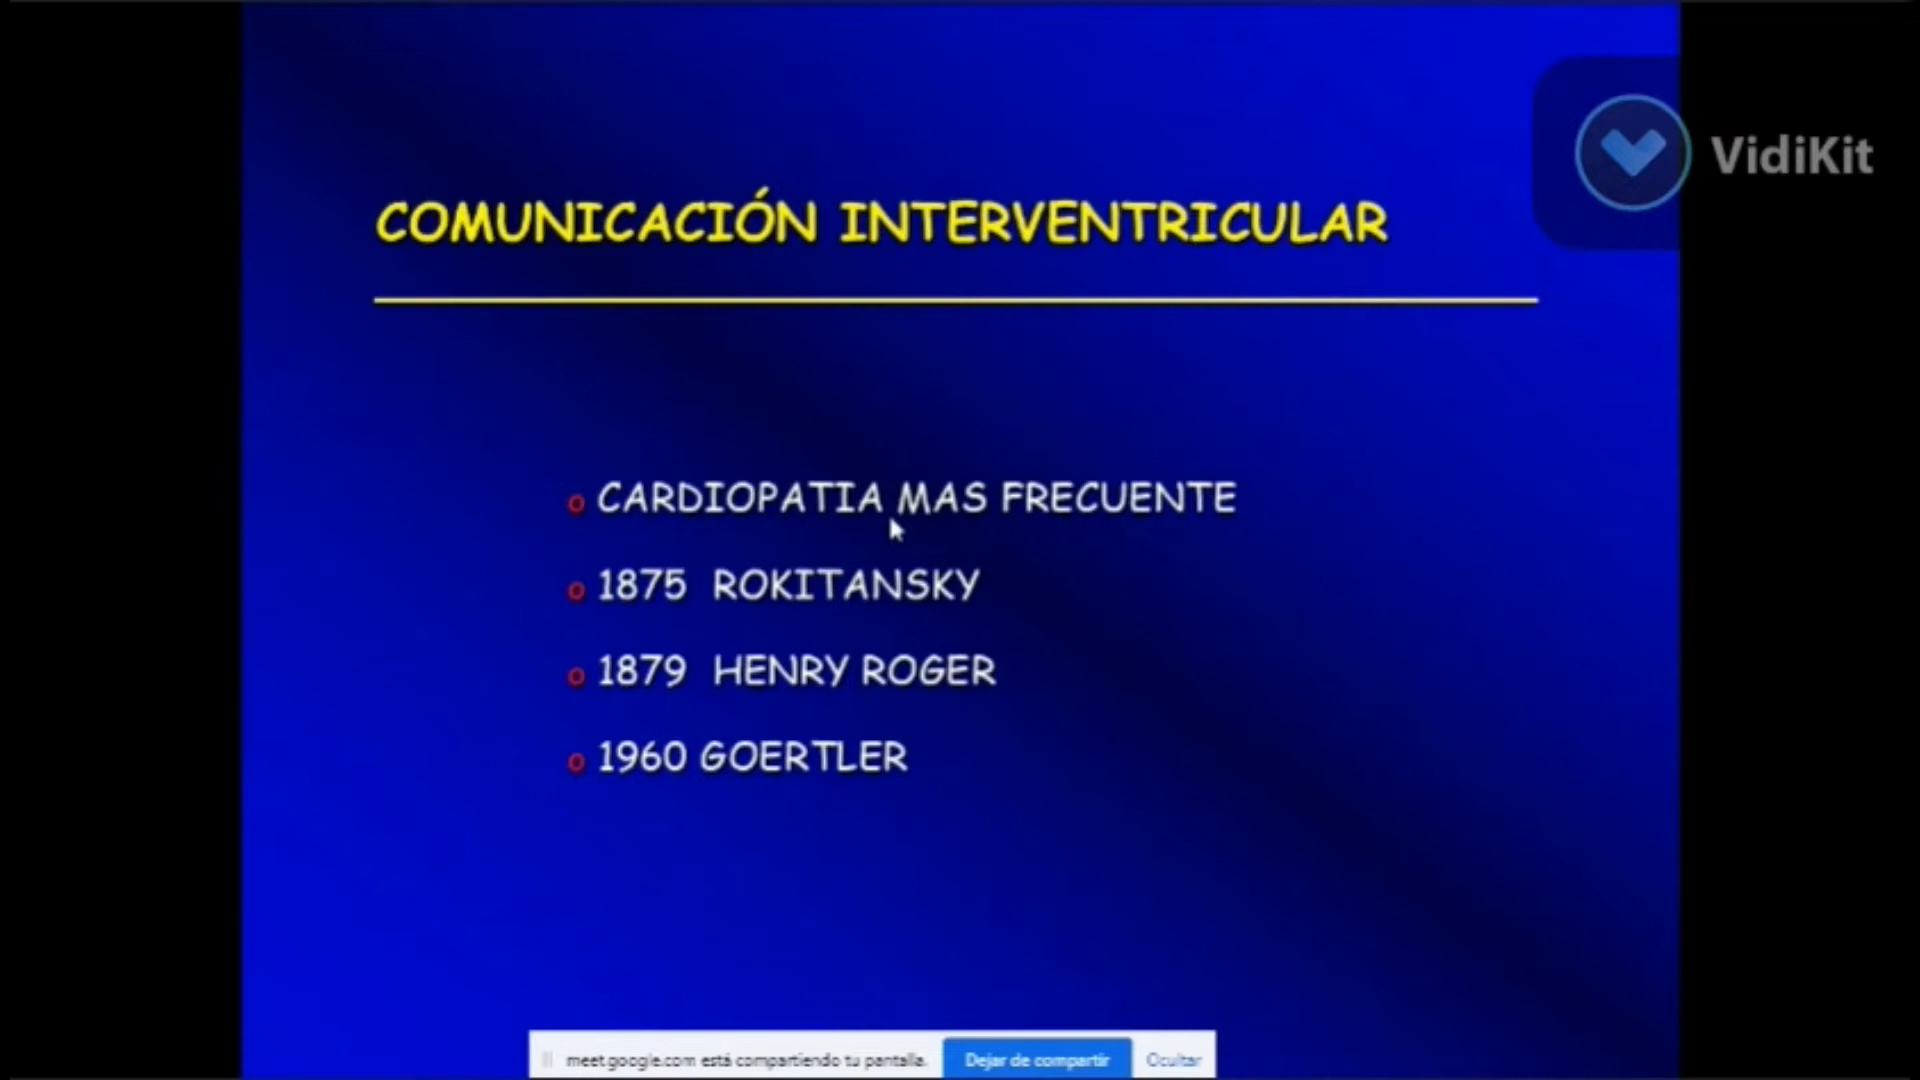 VidiKit
COMUNICACIÓN INTERVENTRICULAR
o CARDIOPATIA MAS FRECUENTE
o 1875 ROKITANSKY
o 1879 HENRY ROGER
o 1960 GOERTLER
meet.google.com está compartiendo tu pantalla. Dejar de compartir Ocultar